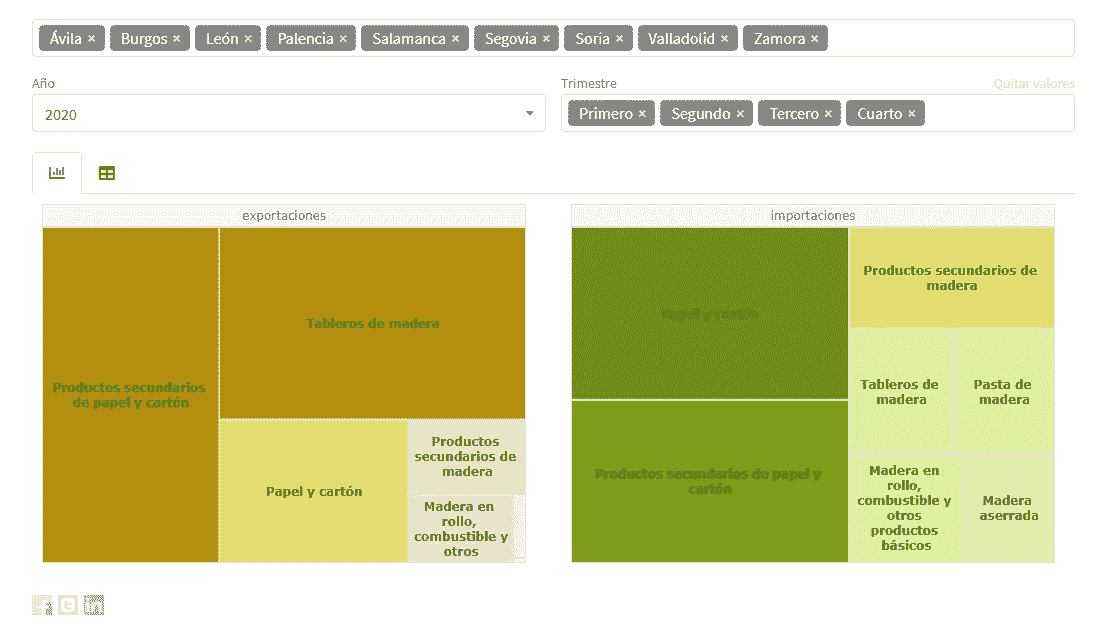 Ávila × Burgos × León × Palencia × Salamanca × Segovia × Soria × Valladolid × Zamora ×
Año
Trimestre
Quitar valores
2020
Primero × Segundo × Tercero × Cuarto ×
exportaciones
Productos secundarios
de papel y cartón
Tableros de madera
Papel y cartón
Productos
secundarios de
madera
Madera en
rollo,
combustible y
otros
importaciones
Papel y cartón
Productos secundarios de papel y
cartón
Productos secundarios de
madera
Tableros de
madera
Pasta de
madera
Madera en
rollo,
combustible y
otros
productos
básicos
Madera
aserrada